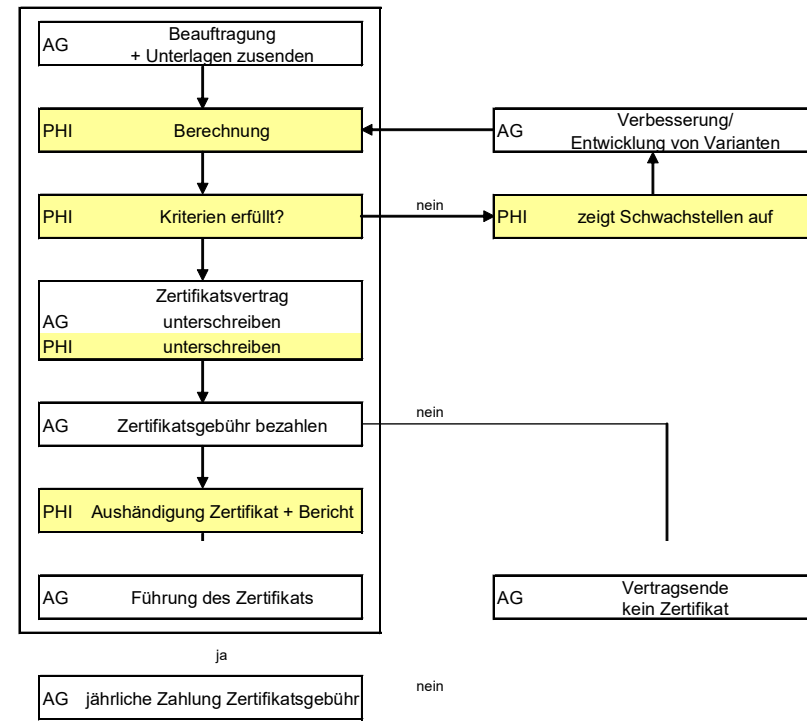 AG Beauftragung
+ Unterlagen zusenden
PHI Berechnung
AG Verbesserung/
Entwicklung von Varianten
PHI Kriterien erfüllt?
nein
PHI zeigt Schwachstellen auf
Zertifikatsvertrag
AG unterschreiben
PHI unterschreiben
AG Zertifikatsgebühr bezahlen
nein
PHI Aushändigung Zertifikat + Bericht
AG Führung des Zertifikats
AG Vertragsende
kein Zertifikat
ja
AG jährliche Zahlung Zertifikatsgebühr
nein